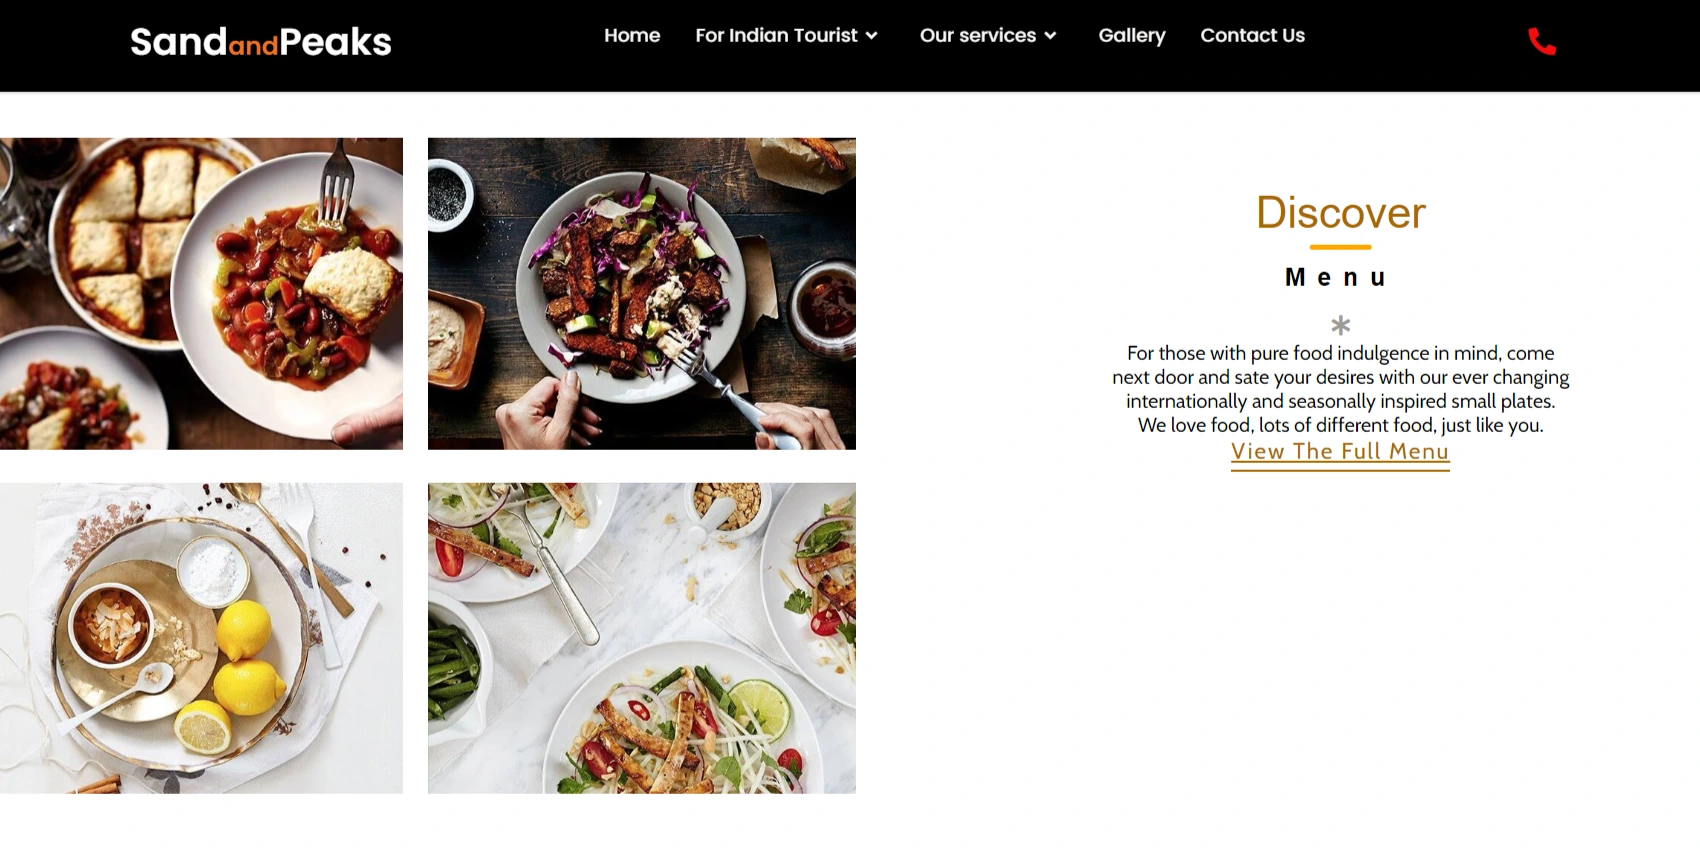 SandandPeaks
Home For Indian Tourist Our services Gallery Contact Us
Discover
Menu
For those with pure food indulgence in mind, come
next door and sate your desires with our ever changing
internationally and seasonally inspired small plates.
We love food, lots of different food, just like you.
View The Full Menu